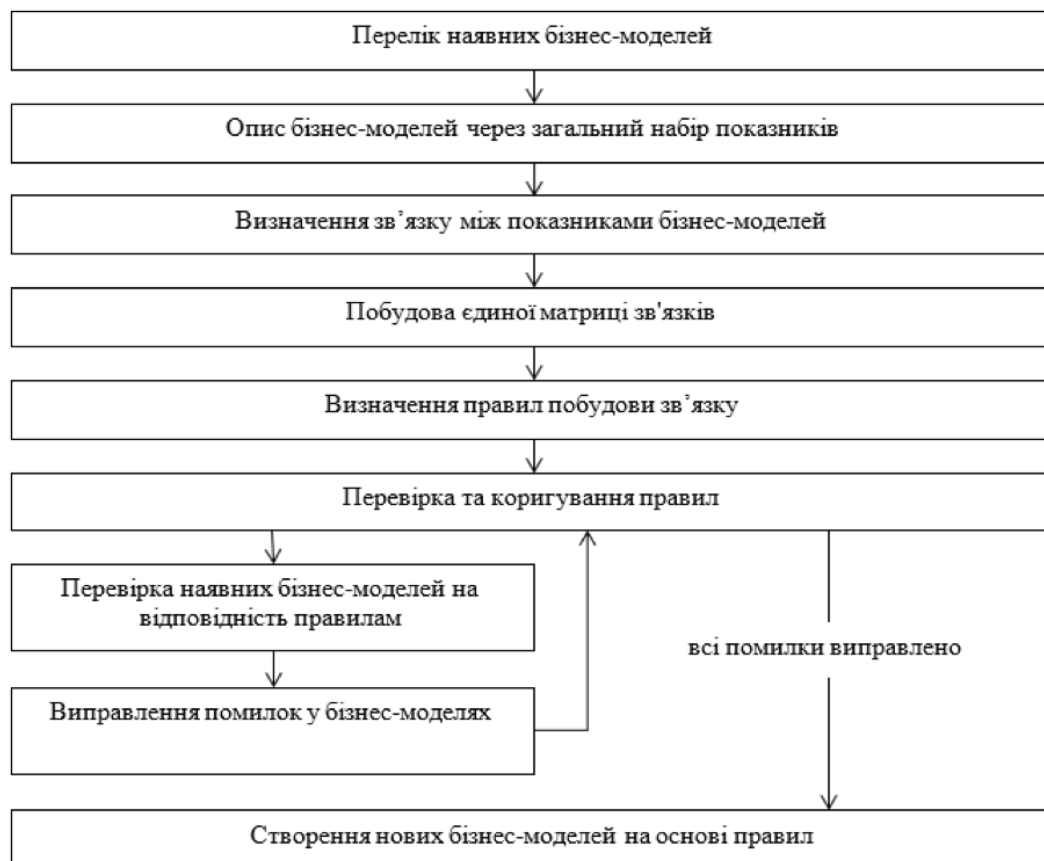 Перелік наявних бізнес-моделей
Опис бізнес-моделей через загальний набір показників
Визначення зв’язку між показниками бізнес-моделей
Побудова єдиної матриці зв'язків
Визначення правил побудови зв’язку
Перевірка та коригування правил
Перевірка наявних бізнес-моделей на
відповідність правилам
всі помилки виправлено
Виправлення помилок у бізнес-моделях
Створення нових бізнес-моделей на основі правил